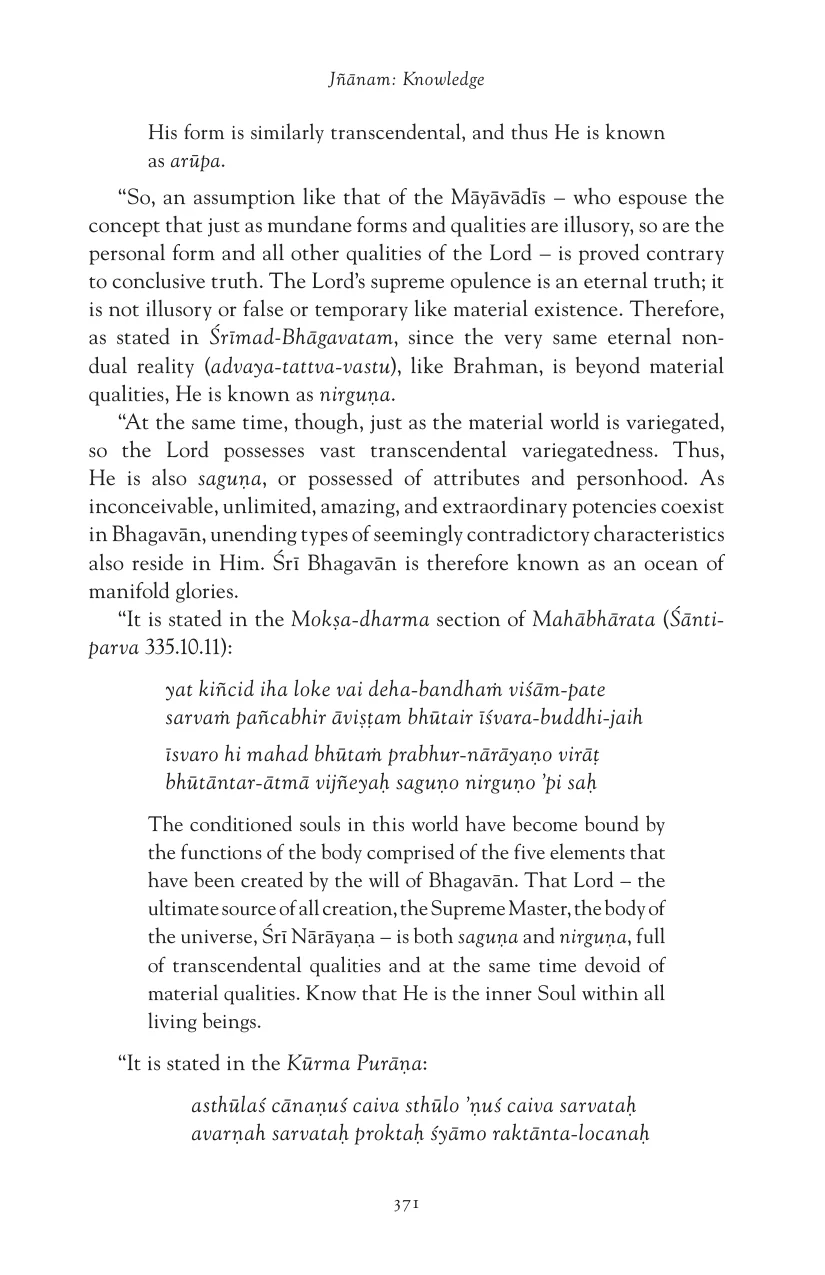 Jñānam: Knowledge
His form is similarly transcendental, and thus He is known
as arūpa.
“So, an assumption like that of the Māyāvādīs – who espouse the
concept that just as mundane forms and qualities are illusory, so are the
personal form and all other qualities of the Lord – is proved contrary
to conclusive truth. The Lord’s supreme opulence is an eternal truth; it
is not illusory or false or temporary like material existence. Therefore,
as stated in Śrīmad-Bhāgavatam, since the very same eternal non-
dual reality (advaya-tattva-vastu), like Brahman, is beyond material
qualities, He is known as nirguṇa.
“At the same time, though, just as the material world is variegated,
so the Lord possesses vast transcendental variegatedness. Thus,
He is also saguṇa, or possessed of attributes and personhood. As
inconceivable, unlimited, amazing, and extraordinary potencies coexist
in Bhagavān, unending types of seemingly contradictory characteristics
also reside in Him. Śrī Bhagavān is therefore known as an ocean of
manifold glories.
“It is stated in the Mokṣa-dharma section of Mahābhārata (Śānti-
parva 335.10.11):
yat kiñcid iha loke vai deha-bandhaṁ viśām-pate
sarvaṁ pañcabhir āviṣṭam bhūtair īśvara-buddhi-jaih
īsvaro hi mahad bhūtaṁ prabhur-nārāyaṇo virāṭ
bhūtāntar-ātmā vijñeyaḥ saguṇo nirguṇo ’pi saḥ
The conditioned souls in this world have become bound by
the functions of the body comprised of the five elements that
have been created by the will of Bhagavān. That Lord – the
ultimate source of all creation, the Supreme Master, the body of
the universe, Śrī Nārāyaṇa – is both saguṇa and nirguṇa, full
of transcendental qualities and at the same time devoid of
material qualities. Know that He is the inner Soul within all
living beings.
“It is stated in the Kūrma Purāṇa:
asthūlaś cānaṇuś caiva sthūlo ’ṇuś caiva sarvataḥ
avarṇah sarvataḥ proktaḥ śyāmo raktānta-locanaḥ
371